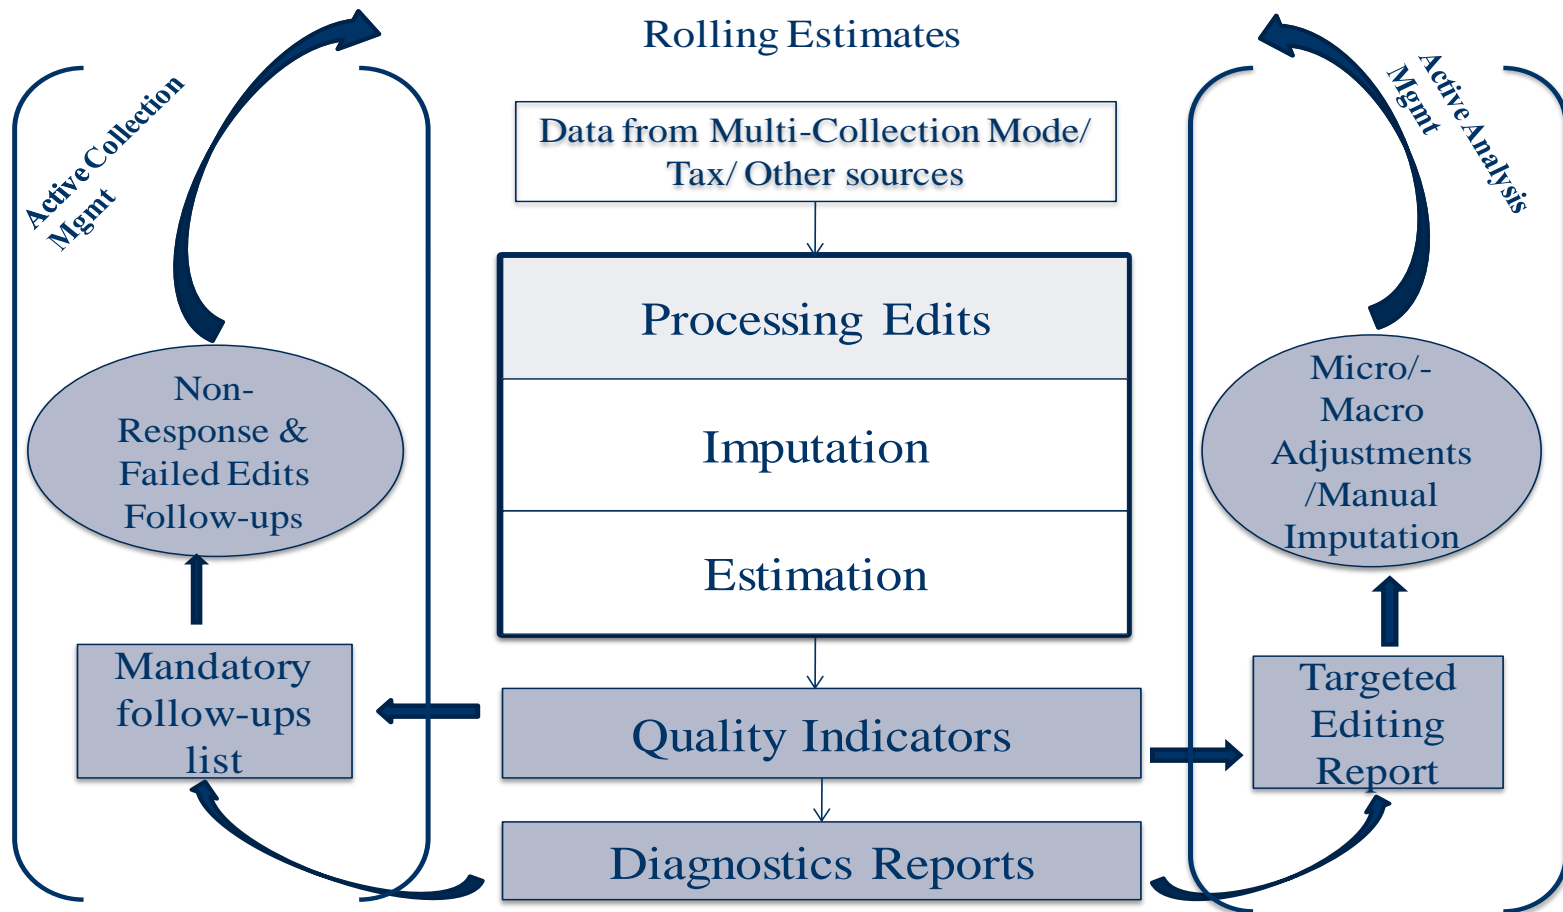 Rolling Estimates
Active Collection
Mgmt
Data from Multi-Collection Mode/
Tax/ Other sources
Active Analysis
Mgmt
Processing Edits
Imputation
Estimation
Non-
Response &
Failed Edits
Follow-ups
Micro/-
Macro
Adjustments
/Manual
Imputation
Mandatory
follow-ups
list
Quality Indicators
Targeted
Editing
Report
Diagnostics Reports